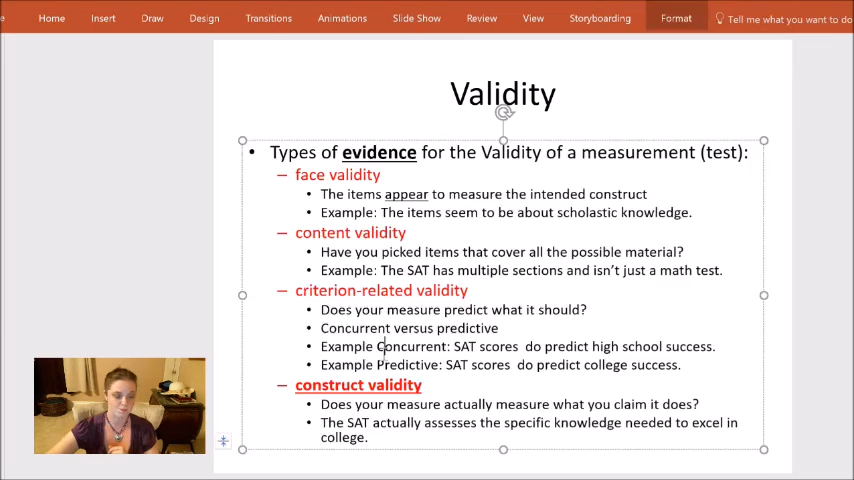 Home Insert Draw Design Transitions Animations Slide Show Review View Storyboarding Format Tell me what you want to do
Validity
• Types of evidence for the Validity of a measurement (test):
– face validity
• The items appear to measure the intended construct
• Example: The items seem to be about scholastic knowledge.
– content validity
• Have you picked items that cover all the possible material?
• Example: The SAT has multiple sections and isn't just a math test.
– criterion-related validity
• Does your measure predict what it should?
• Concurrent versus predictive
• Example Concurrent: SAT scores do predict high school success.
• Example Predictive: SAT scores do predict college success.
– construct validity
• Does your measure actually measure what you claim it does?
• The SAT actually assesses the specific knowledge needed to excel in
college.